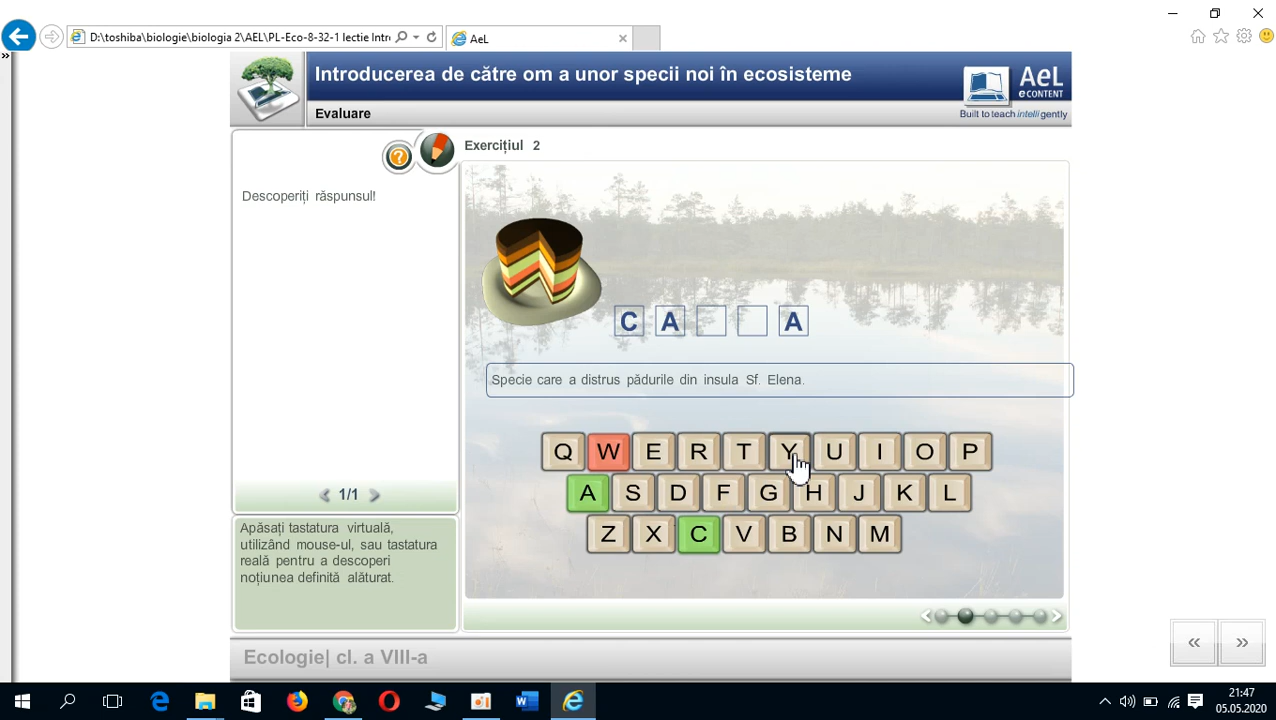 D:\toshiba\biologie\biologia 2\AEL\PL-Eco-8-32-1 lectie Intr
AeL
Introducerea de către om a unor specii noi în ecosisteme
AeL
eCONTENT
Evaluare
Built to teach intelligently
Exercițiul 2
Descoperiți răspunsul!
C A A
Specie care a distrus pădurile din insula Sf. Elena.
Q W E R T Y U I O P
A S D F G H J K L
Z X C V B N M
1/1
Apăsați tastatura virtuală,
utilizând mouse-ul, sau tastatura
reală pentru a descoperi
noțiunea definită alăturat.
Ecologie| cl. a VIII-a
21:47
05.05.2020